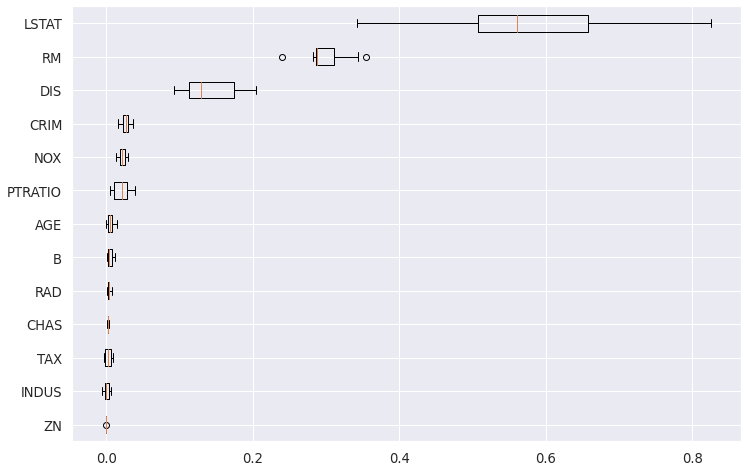 LSTAT
RM
DIS
CRIM
NOX
PTRATIO
AGE
B
RAD
CHAS
TAX
INDUS
ZN
0.0 0.2 0.4 0.6 0.8